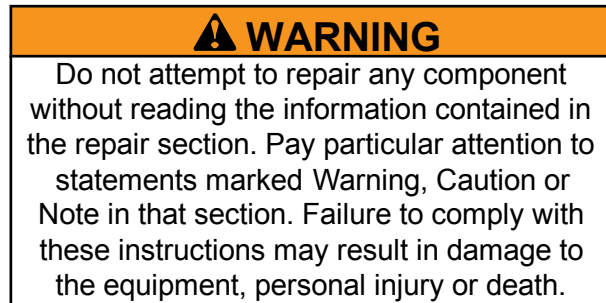 WARNING
Do not attempt to repair any component
without reading the information contained in
the repair section. Pay particular attention to
statements marked Warning, Caution or
Note in that section. Failure to comply with
these instructions may result in damage to
the equipment, personal injury or death.